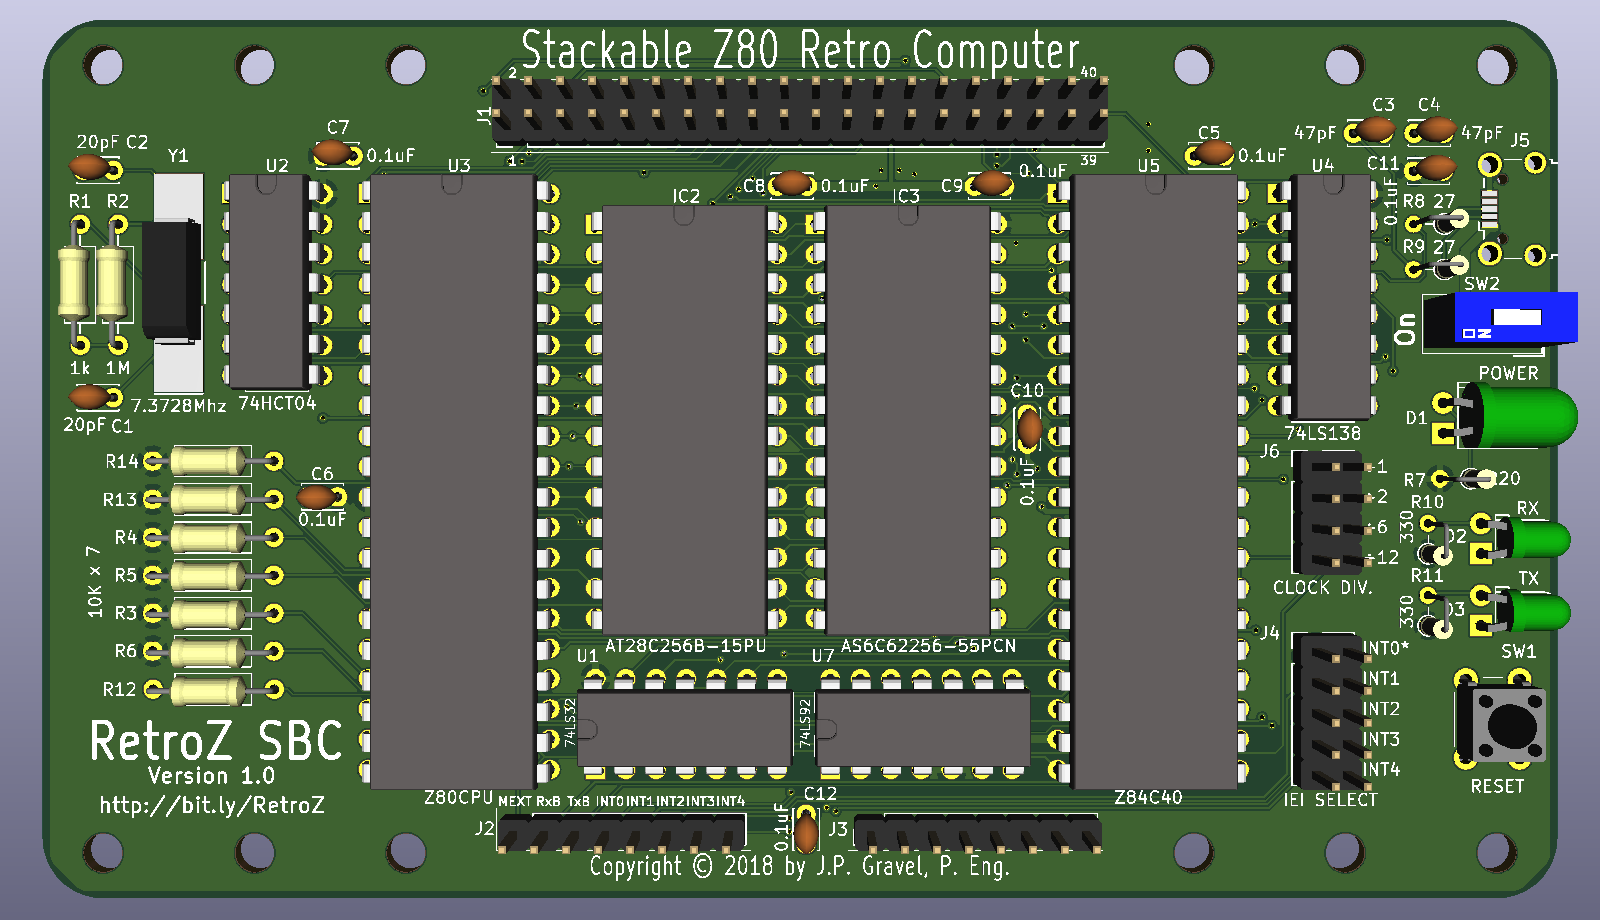 Stackable Z80 Retro Computer
2
40
J1
1
39
20pF C2
Y1
C7
0.1uF
U2
U3
IC2
C8
0.1uF
IC3
C9
0.1uF
U5
C5
0.1uF
U4
C3
C4
47pF
47pF
J5
C11
0.1uF
R1
R2
R8 27
R9 27
SW2
On
ON
POWER
1k
1M
7.3728Mhz
20pF C1
74HCT04
C10
0.1uF
D1
74LS138
J6
÷1
÷2
÷6
÷12
CLOCK DIV.
R7
R10
RX
330
R11
TX
330
R14
R13
R4
R5
R3
R6
R12
10K x 7
C6
0.1uF
AT28C256B-15PU
AS6C62256-55PCN
U1
U7
74LS32
74LS92
J4
INT0*
INT1
INT2
INT3
INT4
IEI SELECT
SW1
RESET
RetroZ SBC
Version 1.0
http://bit.ly/RetroZ
Z80CPU
MEXT RxB TxB INT0 INT1 INT2 INT3 INT4
J2
C12
0.1uF
J3
Z84C40
Copyright © 2018 by J.P. Gravel, P. Eng.